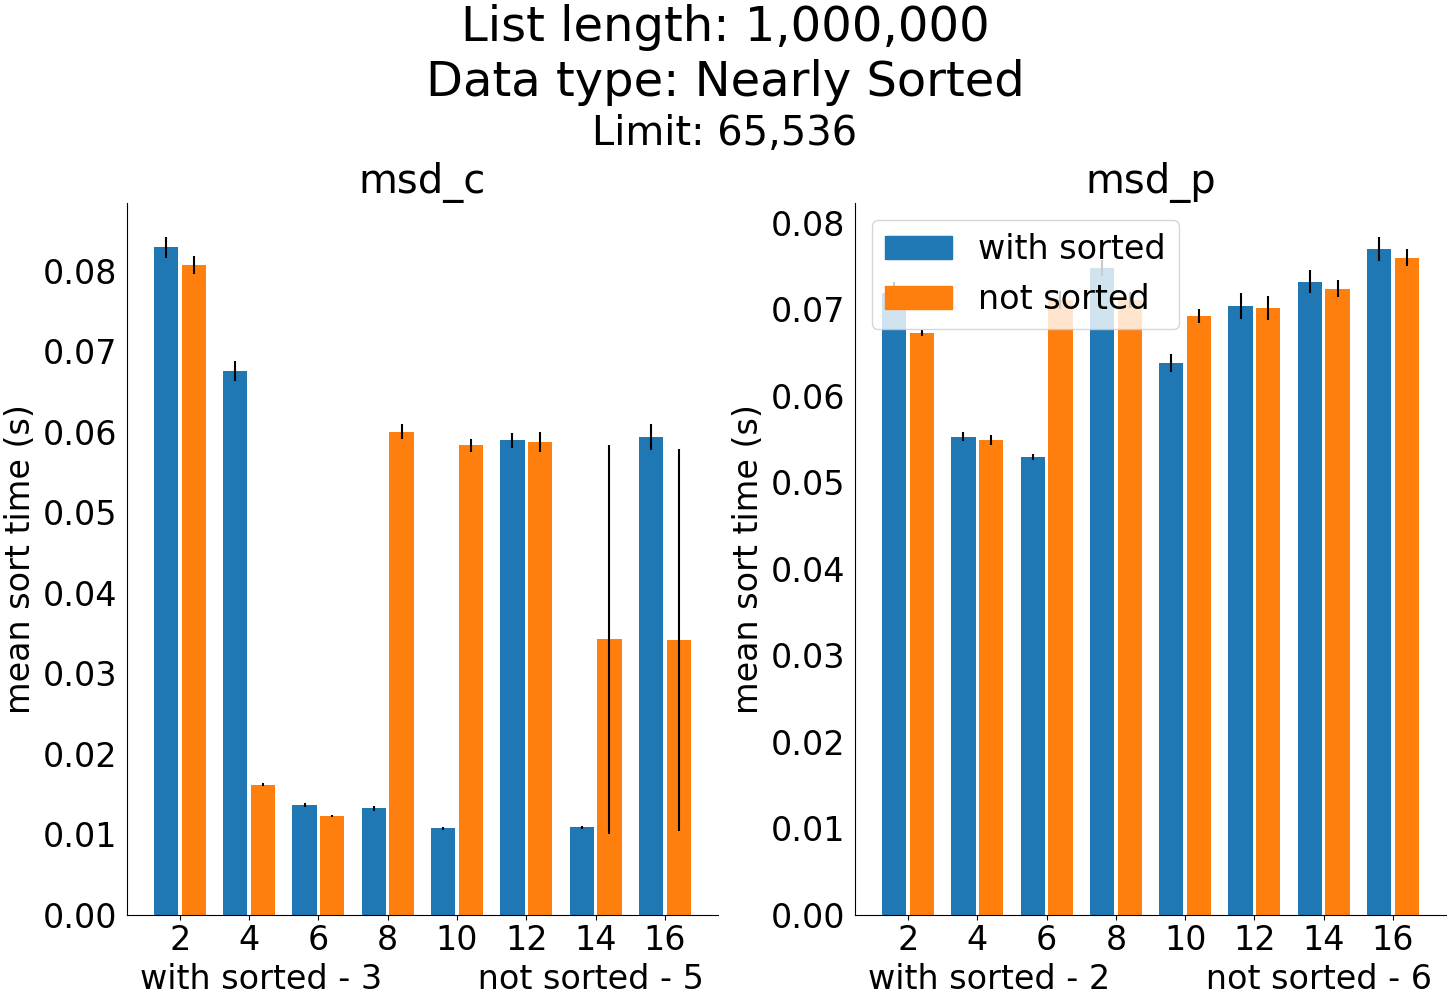 List length: 1,000,000
Data type: Nearly Sorted
Limit: 65,536
msd_c
mean sort time (s)
0.08
0.07
0.06
0.05
0.04
0.03
0.02
0.01
0.00
2 4 6 8 10 12 14 16
with sorted - 3 not sorted - 5
msd_p
mean sort time (s)
0.08
0.07
0.06
0.05
0.04
0.03
0.02
0.01
0.00
with sorted
not sorted
2 4 6 8 10 12 14 16
with sorted - 2 not sorted - 6